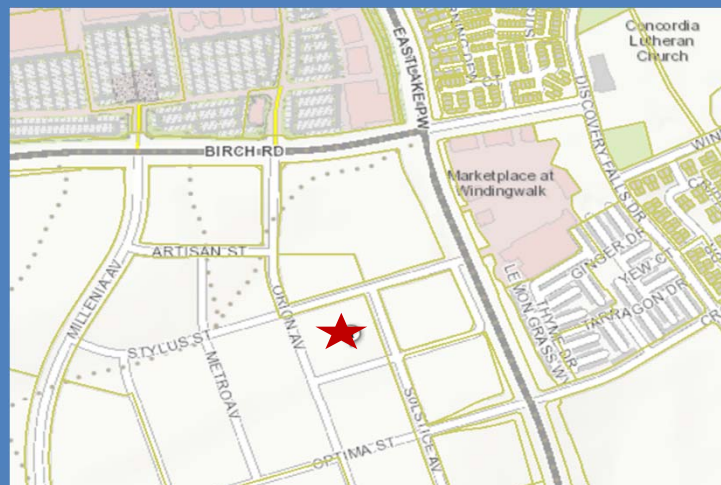 Concordia
Lutheran
Church
EASTLAKE PW
DISCOVERY FALLS DR
BIRCH RD
Marketplace at
Windingwalk
WIN
ARTISAN ST
MILLENIA AV
ORION AV
GINGER DR
YEW CT
LEMON GRASS WY
THYME DR
TARRAGON DR
STYLUS ST
METRO AV
SOLSTICE AV
OPTIMA ST